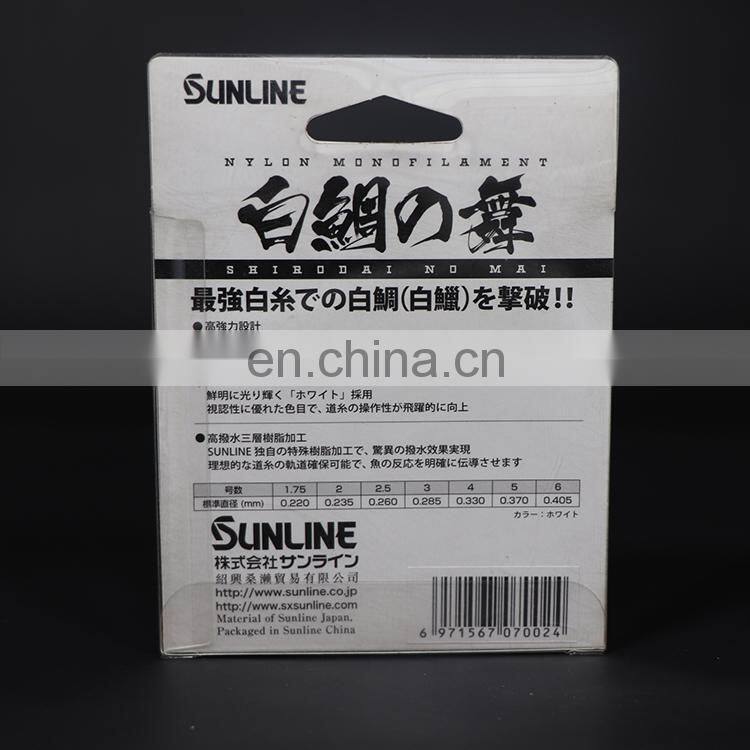 SUNLINE
NYLON MONOFILAMENT
白鯛の舞
SHIRODAI NO MAI
最強白糸での白鯛(白鱲)を撃破!!
●高強力設計
en.china.cn
鮮明に光り輝く「ホワイト」採用
視認性に優れた色目で、道糸の操作性が飛躍的に向上
●高撥水三層樹脂加工
SUNLINE 独自の特殊樹脂加工で、驚異の撥水効果実現
理想的な道糸の軌道確保可能で、魚の反応を明確に伝導させます
号数 1.75 2 2.5 3 4 5 6
標準直径 (mm) 0.220 0.235 0.260 0.285 0.330 0.370 0.405
カラー：ホワイト
SUNLINE
株式会社サンライン
紹興桑瀨貿易有限公司
http://www.sunline.co.jp
http://www.sxsunline.com
Material of Sunline Japan,
Packaged in Sunline China
6 971567 070024